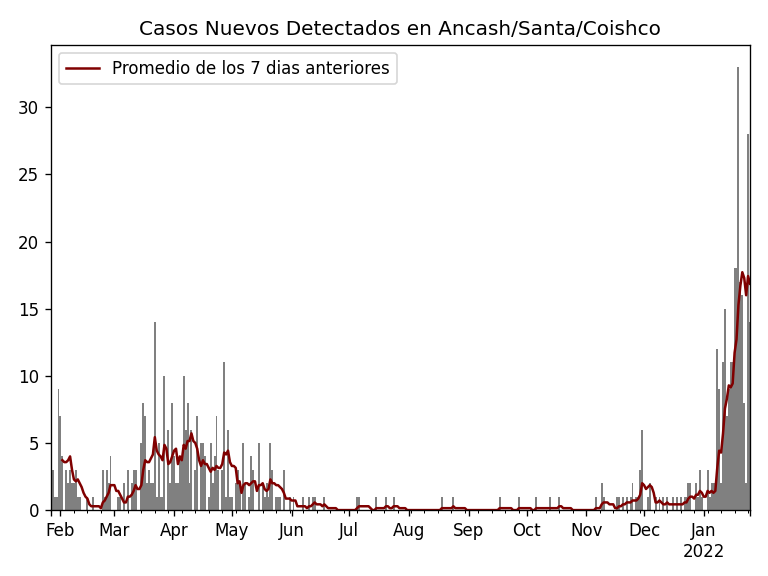 Casos Nuevos Detectados en Ancash/Santa/Coishco
Promedio de los 7 dias anteriores
30
25
20
15
10
5
0
Feb Mar Apr May Jun Jul Aug Sep Oct Nov Dec Jan
2022